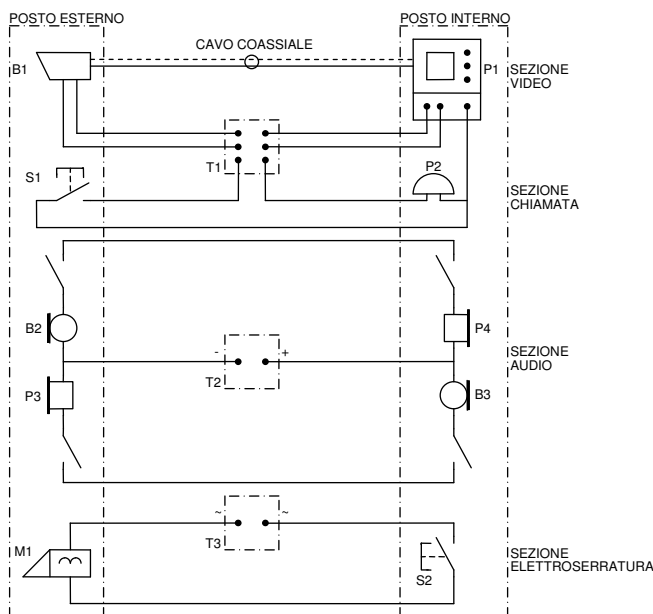 POSTO ESTERNO
POSTO INTERNO
CAVO COASSIALE
B1
P1
SEZIONE
VIDEO
T1
S1
P2
SEZIONE
CHIAMATA
B2
P4
-
+
SEZIONE
AUDIO
T2
P3
B3
~
~
T3
M1
S2
SEZIONE
ELETTROSERRATURA